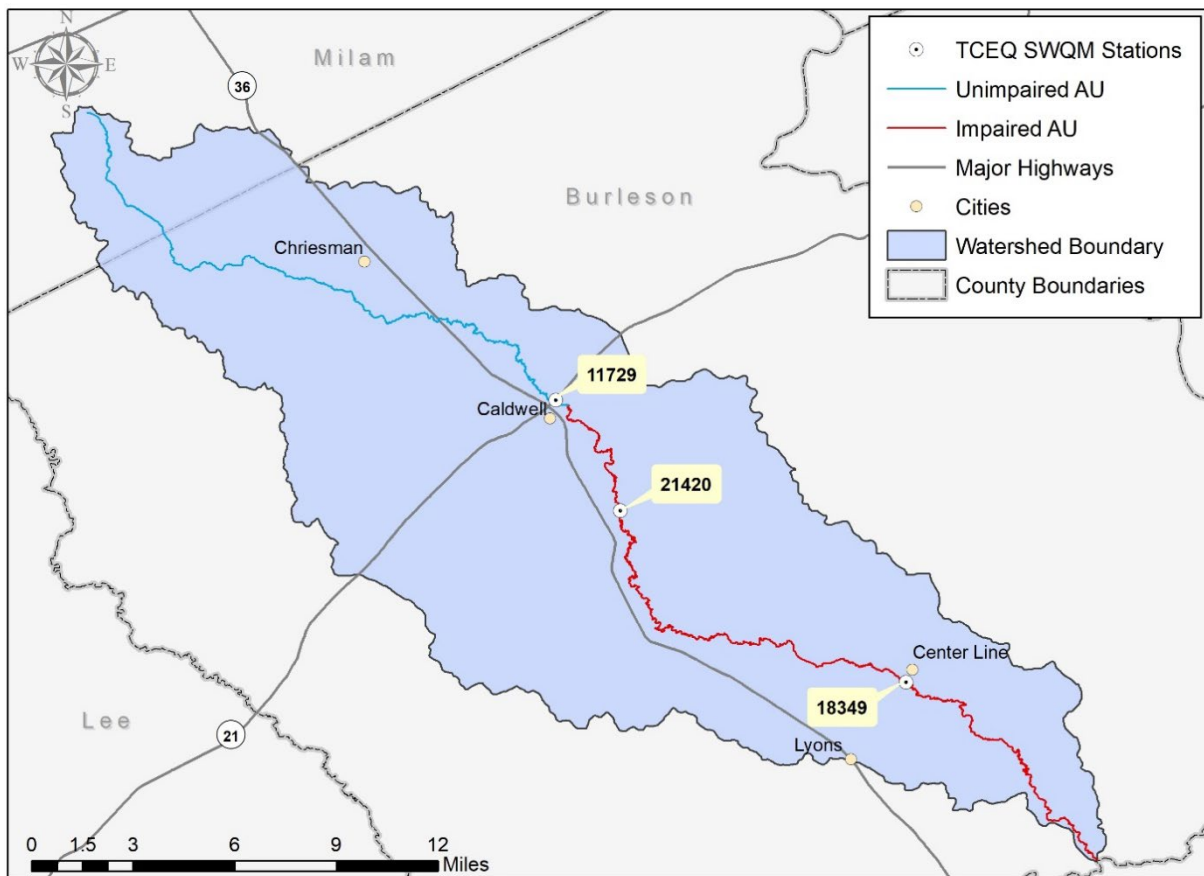 N
W
E
S
36
Milam
Burleson
Chriesman
11729
Caldwell
21420
Center Line
18349
Lyons
Lee
21
0 1.5 3 6 9 12
Miles
TCEQ SWQM Stations
Unimpaired AU
Impaired AU
Major Highways
Cities
Watershed Boundary
County Boundaries